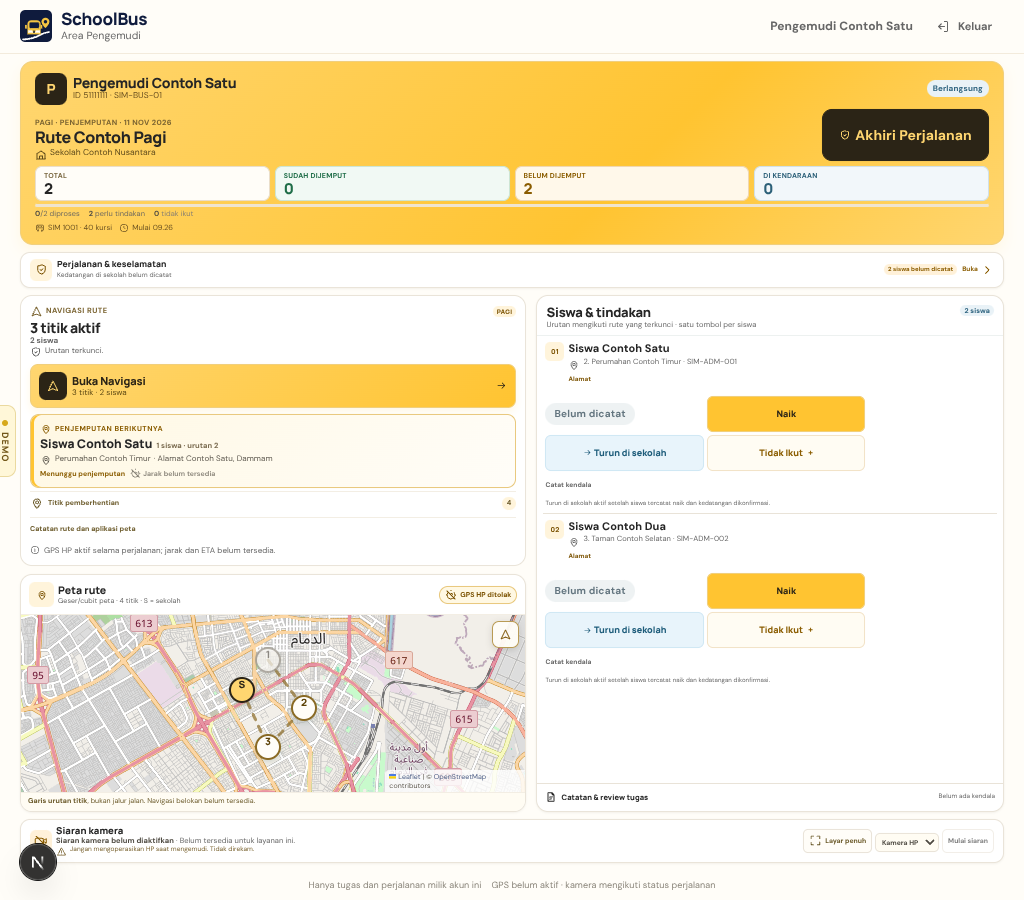 SchoolBus
Area Pengemudi
Pengemudi Contoh Satu
Keluar
P
Pengemudi Contoh Satu
ID 51111111 · SIM-BUS-01
Berlangsung
PAGI · PENJEMPUTAN · 11 NOV 2026
Rute Contoh Pagi
Sekolah Contoh Nusantara
Akhiri Perjalanan
TOTAL
2
SUDAH DIJEMPUT
0
BELUM DIJEMPUT
2
DI KENDARAAN
0
0/2 diproses 2 perlu tindakan 0 tidak ikut
SIM 1001 · 40 kursi Mulai 09.26
Perjalanan & keselamatan
Kedatangan di sekolah belum dicatat
2 siswa belum dicatat
Buka
NAVIGASI RUTE
PAGI
3 titik aktif
2 siswa
Urutan terkunci.
Buka Navigasi
3 titik · 2 siswa
PENJEMPUTAN BERIKUTNYA
Siswa Contoh Satu 1 siswa · urutan 2
Perumahan Contoh Timur · Alamat Contoh Satu, Dammam
Menunggu penjemputan Jarak belum tersedia
Titik pemberhentian
4
Catatan rute dan aplikasi peta
GPS HP aktif selama perjalanan; jarak dan ETA belum tersedia.
DEMO
Peta rute
Geser/cubit peta · 4 titik · S = sekolah
GPS HP ditolak
613
الدمام
617
95
1
S
2
3
615
أول مدينة
صناعية
Leaflet | © OpenStreetMap
contributors
Garis urutan titik, bukan jalur jalan. Navigasi belokan belum tersedia.
Siswa & tindakan
2 siswa
Urutan mengikuti rute yang terkunci · satu tombol per siswa
01
Siswa Contoh Satu
2. Perumahan Contoh Timur · SIM-ADM-001
Alamat
Belum dicatat
Naik
→ Turun di sekolah
Tidak Ikut +
Catat kendala
Turun di sekolah aktif setelah siswa tercatat naik dan kedatangan dikonfirmasi.
02
Siswa Contoh Dua
3. Taman Contoh Selatan · SIM-ADM-002
Alamat
Belum dicatat
Naik
→ Turun di sekolah
Tidak Ikut +
Catat kendala
Turun di sekolah aktif setelah siswa tercatat naik dan kedatangan dikonfirmasi.
Catatan & review tugas
Belum ada kendala
Siaran kamera
Siaran kamera belum diaktifkan · Belum tersedia untuk layanan ini.
Jangan mengoperasikan HP saat mengemudi. Tidak direkam.
N
Layar penuh
Kamera HP
Mulai siaran
Hanya tugas dan perjalanan milik akun ini GPS belum aktif · kamera mengikuti status perjalanan